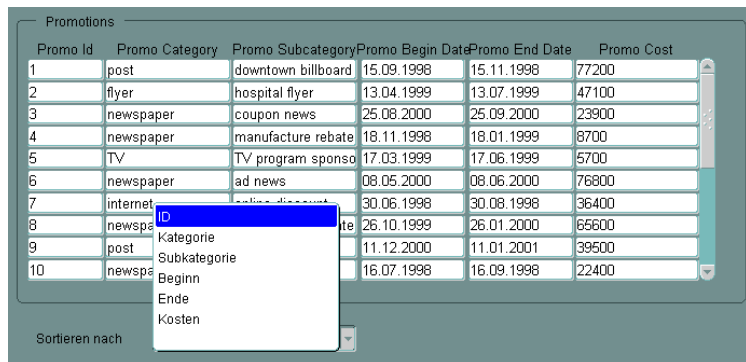 Promotions
Promo Id Promo Category Promo Subcategory Promo Begin Date Promo End Date Promo Cost
1 post downtown billboard 15.09.1998 15.11.1998 77200
2 flyer hospital flyer 13.04.1999 13.07.1999 47100
3 newspaper coupon news 25.08.2000 25.09.2000 23900
4 newspaper manufacture rebate 18.11.1998 18.01.1999 8700
5 TV TV program sponso 17.03.1999 17.06.1999 5700
6 newspaper ad news 08.05.2000 08.06.2000 76800
7 internet 30.06.1998 30.08.1998 36400
8 newspa te 26.10.1999 26.01.2000 65600
9 post 11.12.2000 11.01.2001 39500
10 newspa 16.07.1998 16.09.1998 22400
ID
Kategorie
Subkategorie
Beginn
Ende
Kosten
Sortieren nach